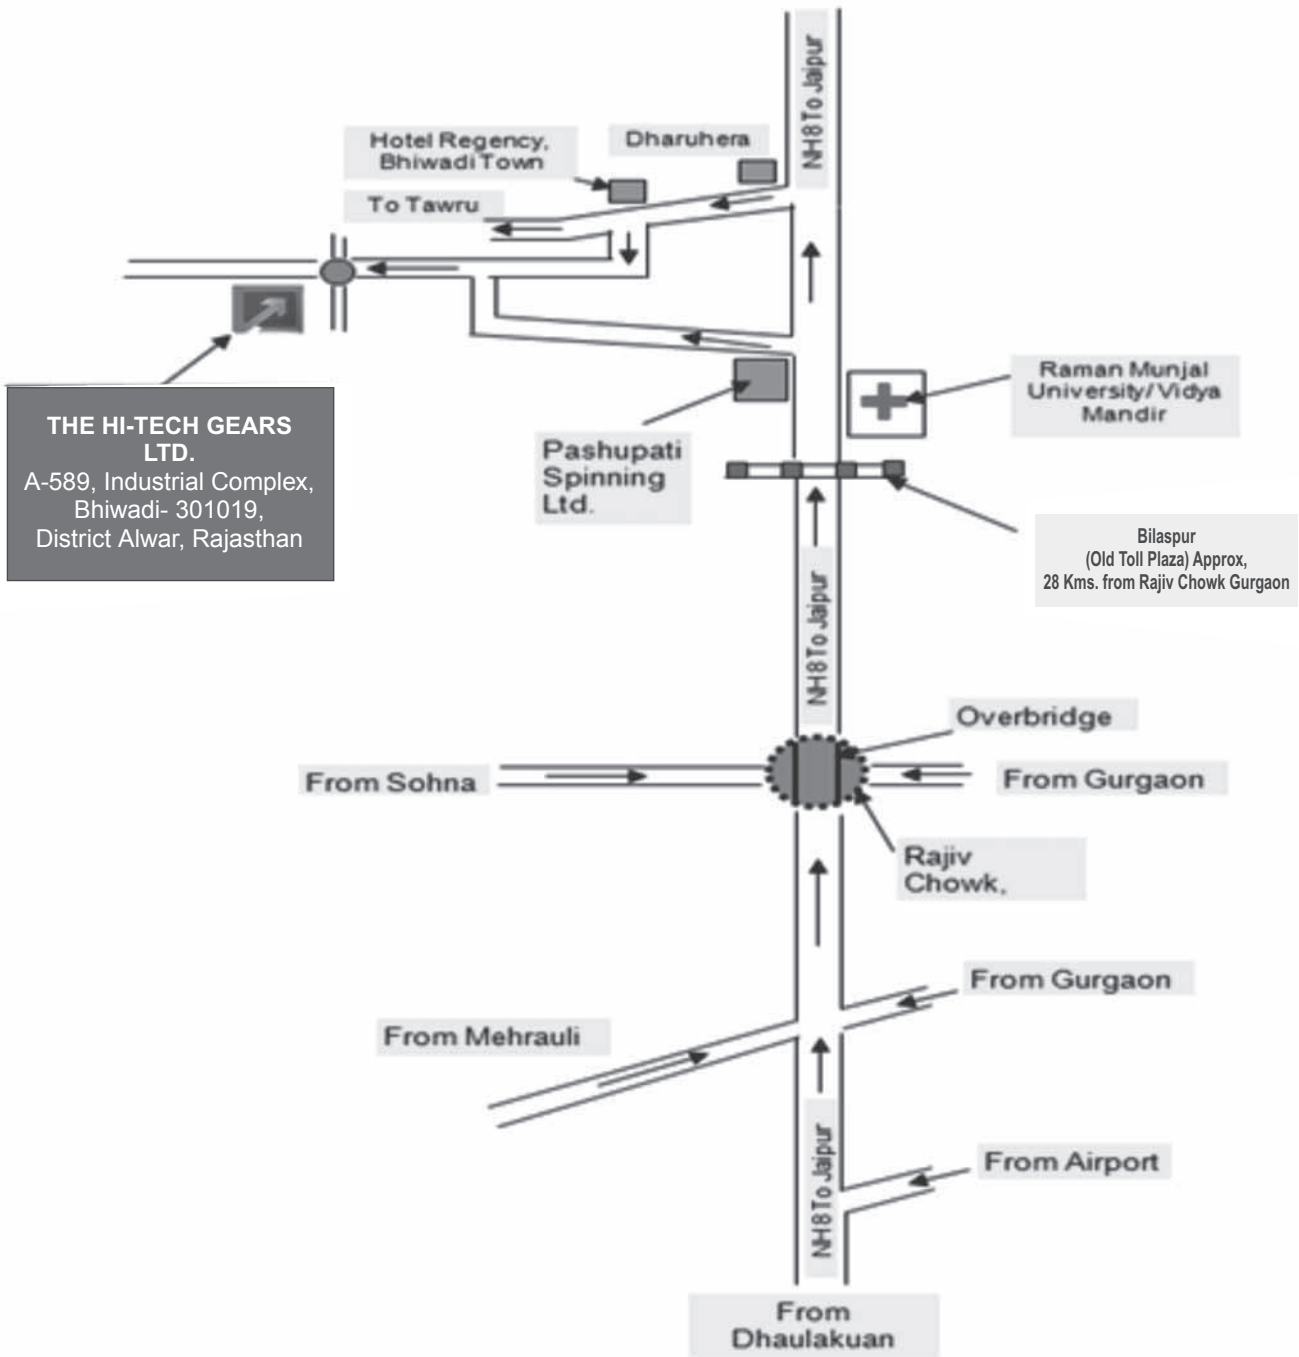 NH8 To Jaipur
Hotel Regency,
Bhiwadi Town
Dharuhera
To Tawru
THE HI-TECH GEARS
LTD.
A-589, Industrial Complex,
Bhiwadi- 301019,
District Alwar, Rajasthan
Raman Munjal
University/ Vidya
Mandir
Pashupati
Spinning
Ltd.
Bilaspur
(Old Toll Plaza) Approx,
28 Kms. from Rajiv Chowk Gurgaon
NH8 To Jaipur
Overbridge
From Sohna
From Gurgaon
Rajiv
Chowk,
From Gurgaon
From Mehrauli
From Airport
NH8 To Jaipur
From
Dhaulakuan